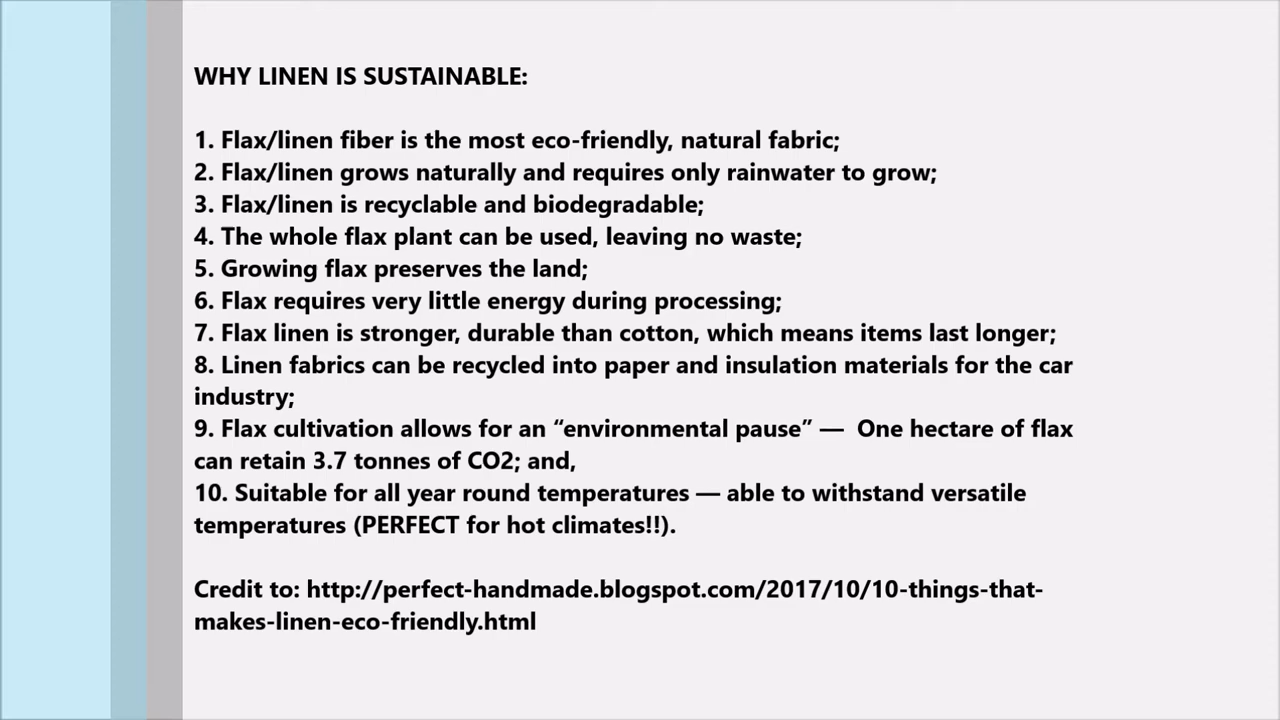 WHY LINEN IS SUSTAINABLE:
1. Flax/linen fiber is the most eco-friendly, natural fabric;
2. Flax/linen grows naturally and requires only rainwater to grow;
3. Flax/linen is recyclable and biodegradable;
4. The whole flax plant can be used, leaving no waste;
5. Growing flax preserves the land;
6. Flax requires very little energy during processing;
7. Flax linen is stronger, durable than cotton, which means items last longer;
8. Linen fabrics can be recycled into paper and insulation materials for the car
industry;
9. Flax cultivation allows for an “environmental pause” —  One hectare of flax
can retain 3.7 tonnes of CO2; and,
10. Suitable for all year round temperatures — able to withstand versatile
temperatures (PERFECT for hot climates!!).
Credit to: http://perfect-handmade.blogspot.com/2017/10/10-things-that-
makes-linen-eco-friendly.html